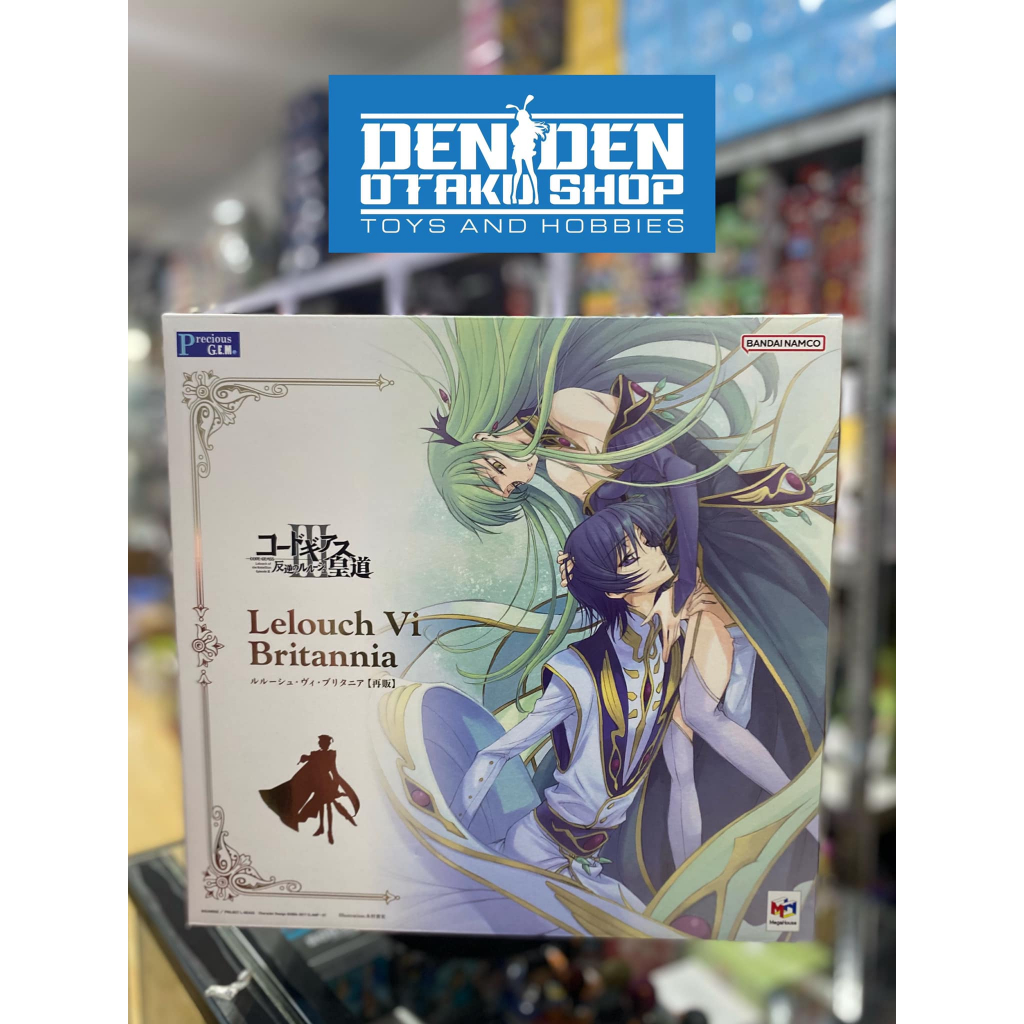 DEN DEN
OTAKU SHOP
TOYS AND HOBBIES
Precious
G.E.M.
BANDAI NAMCO
コードギアス
反逆のルルーシュ
III
皇道
Lelouch Vi
Britannia
ルルーシュ・ヴィ・ブリタニア【再販】
MegaHouse